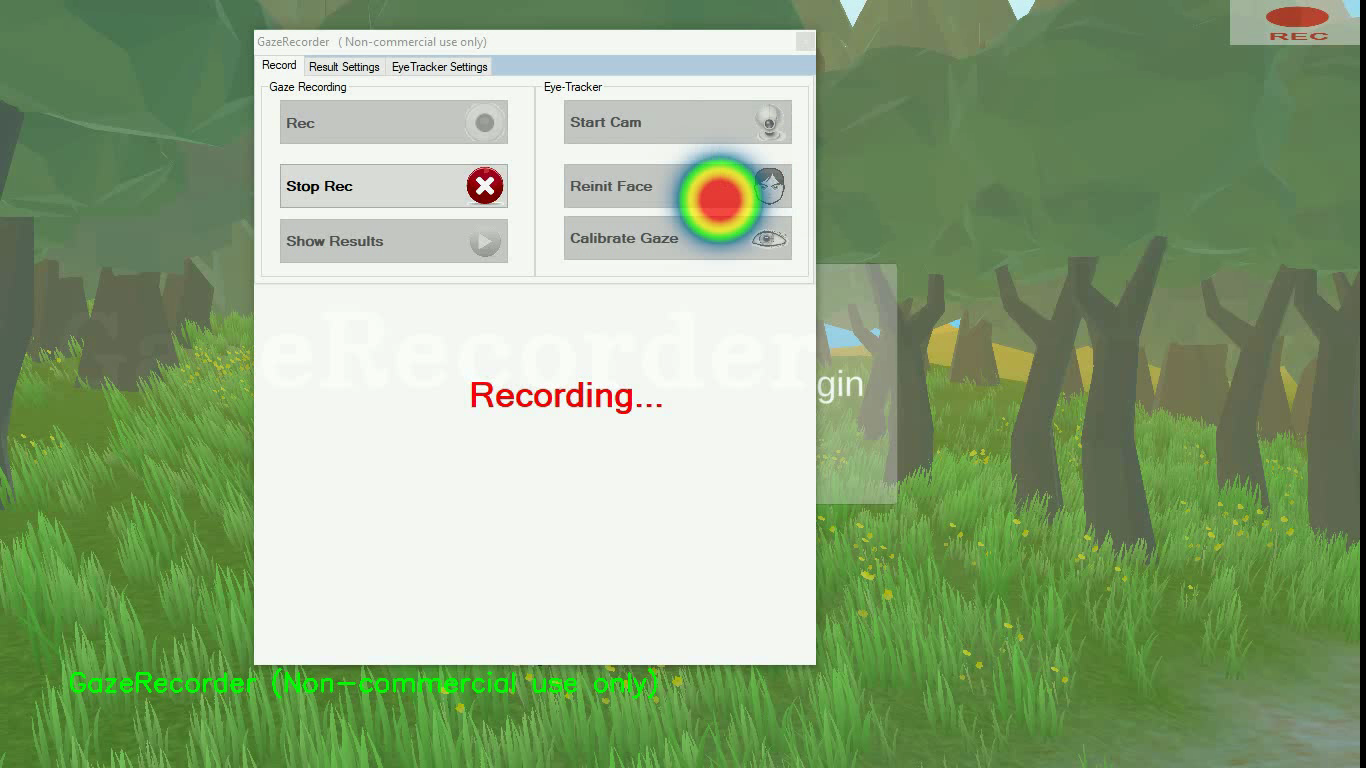 GazeRecorder ( Non-commercial use only)
REC
Record Result Settings EyeTracker Settings
Gaze Recording
Rec
Stop Rec
Show Results
Eye-Tracker
Start Cam
Reinit Face
Calibrate Gaze
GazeRecorder
gin
Recording...
GazeRecorder (Non-commercial use only)